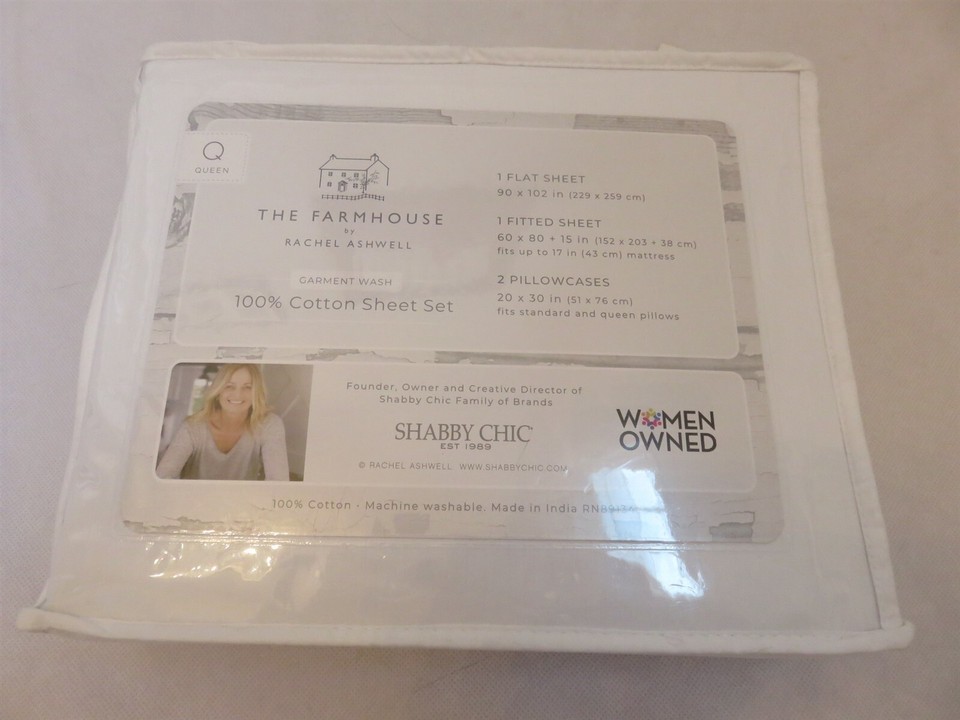 Q
QUEEN
THE FARMHOUSE
by
RACHEL ASHWELL
GARMENT WASH
100% Cotton Sheet Set
1 FLAT SHEET
90 x 102 in (229 x 259 cm)
1 FITTED SHEET
60 x 80 + 15 in (152 x 203 + 38 cm)
fits up to 17 in (43 cm) mattress
2 PILLOWCASES
20 x 30 in (51 x 76 cm)
fits standard and queen pillows
Founder, Owner and Creative Director of
Shabby Chic Family of Brands
SHABBY CHIC®
EST 1989
© RACHEL ASHWELL WWW.SHABBYCHIC.COM
WOMEN
OWNED
100% Cotton • Machine washable. Made in India